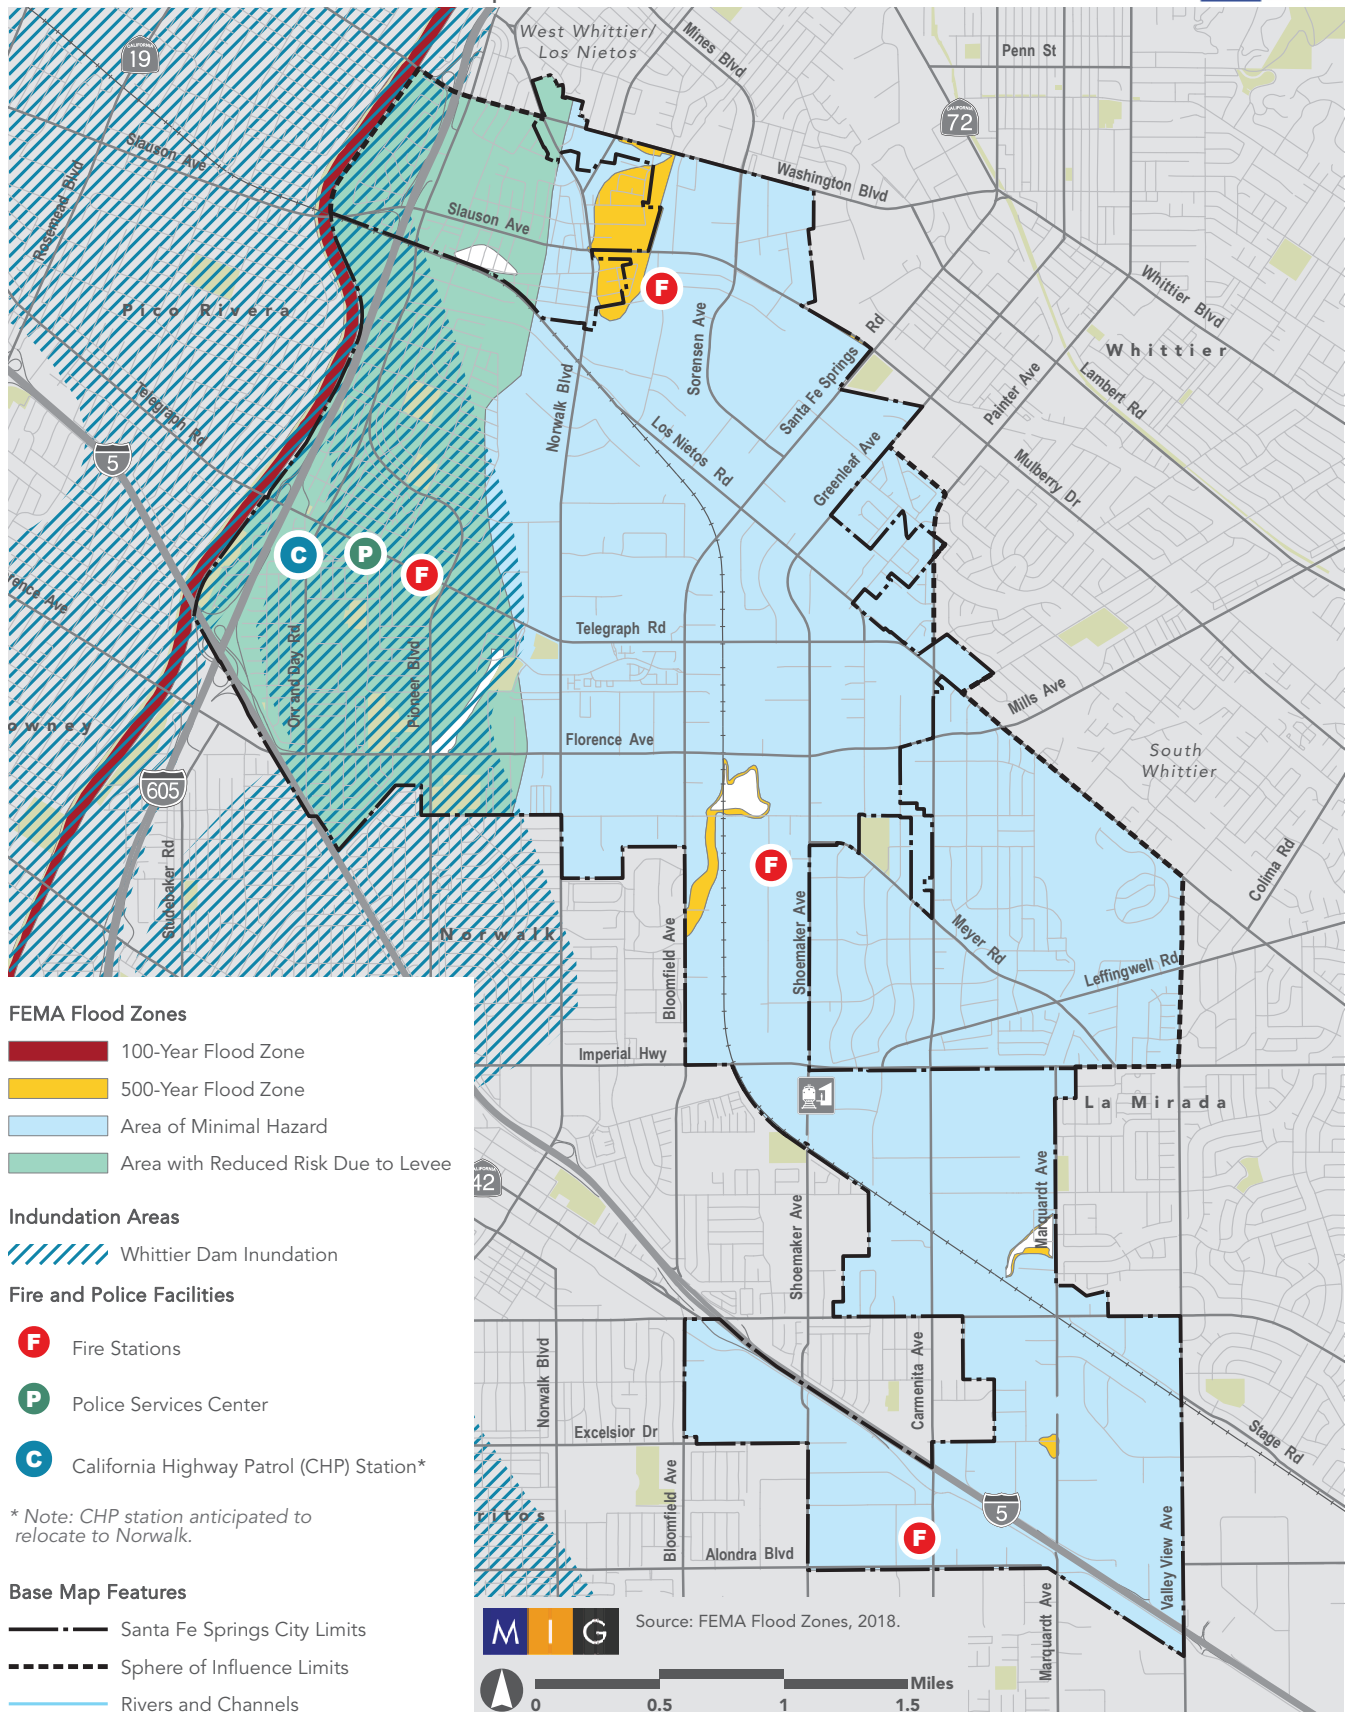 West Whittier/
Los Nietos
Mines Blvd
Penn St
CALIFORNIA
19
CALIFORNIA
72
Slauson Ave
Rosemead Blvd
Washington Blvd
Slauson Ave
Whittier Blvd
Pico Rivera
Whittier
Sorensen Ave
Santa Fe Springs Rd
Painter Ave
Lambert Rd
Telegraph Rd
Norwalk Blvd
Los Nietos Rd
Greenleaf Ave
Mulberry Dr
5
F
C
P
F
rence Ave
Telegraph Rd
Orr and Day Rd
Pioneer Blvd
Mills Ave
owney
Florence Ave
South
Whittier
605
Studebaker Rd
F
Colima Rd
Norwalk
Bloomfield Ave
Shoemaker Ave
Meyer Rd
Leffingwell Rd
Imperial Hwy
La Mirada
CALIFORNIA
42
Marquardt Ave
Shoemaker Ave
Norwalk Blvd
Carmenita Ave
Excelsior Dr
Stage Rd
Bloomfield Ave
5
ritos
F
Alondra Blvd
Valley View Ave
Marquardt Ave
FEMA Flood Zones
100-Year Flood Zone
500-Year Flood Zone
Area of Minimal Hazard
Area with Reduced Risk Due to Levee
Indundation Areas
Whittier Dam Inundation
Fire and Police Facilities
F Fire Stations
P Police Services Center
C California Highway Patrol (CHP) Station*
* Note: CHP station anticipated to
relocate to Norwalk.
Base Map Features
Santa Fe Springs City Limits
Sphere of Influence Limits
Rivers and Channels
M I G
Source: FEMA Flood Zones, 2018.
Miles
0 0.5 1 1.5